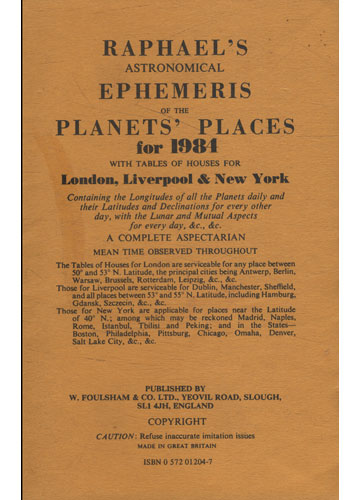 RAPHAEL'S
ASTRONOMICAL
EPHEMERIS
OF THE
PLANETS' PLACES
for 1984
WITH TABLES OF HOUSES FOR
London, Liverpool & New York
Containing the Longitudes of all the Planets daily and
their Latitudes and Declinations for every other
day, with the Lunar and Mutual Aspects
for every day, &c., &c.
A COMPLETE ASPECTARIAN
MEAN TIME OBSERVED THROUGHOUT
The Tables of Houses for London are serviceable for any place between
50° and 53° N. Latitude, the principal cities being Antwerp, Berlin,
Warsaw, Brussels, Rotterdam, Leipzig, &c., &c.
Those for Liverpool are serviceable for Dublin, Manchester, Sheffield,
and all places between 53° and 55° N. Latitude, including Hamburg,
Gdansk, Szczecin, &c., &c.
Those for New York are applicable for places near the Latitude
of 40° N.; among which may be reckoned Madrid, Naples,
Rome, Istanbul, Tbilisi and Peking; and in the States—
Boston, Philadelphia, Pittsburg, Chicago, Omaha, Denver,
Salt Lake City, &c., &c.
PUBLISHED BY
W. FOULSHAM & CO. LTD., YEOVIL ROAD, SLOUGH,
SL1 4JH, ENGLAND
COPYRIGHT
CAUTION: Refuse inaccurate imitation issues
MADE IN GREAT BRITAIN
ISBN 0 572 01204-7